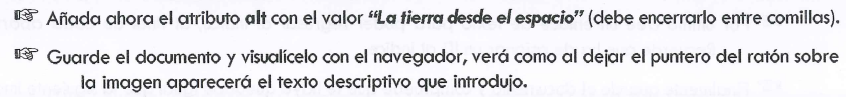 ☞ Añada ahora el atributo alt con el valor "La tierra desde el espacio" (debe encerrarlo entre comillas).
☞ Guarde el documento y visualícelo con el navegador, verá como al dejar el puntero del ratón sobre
la imagen aparecerá el texto descriptivo que introdujo.